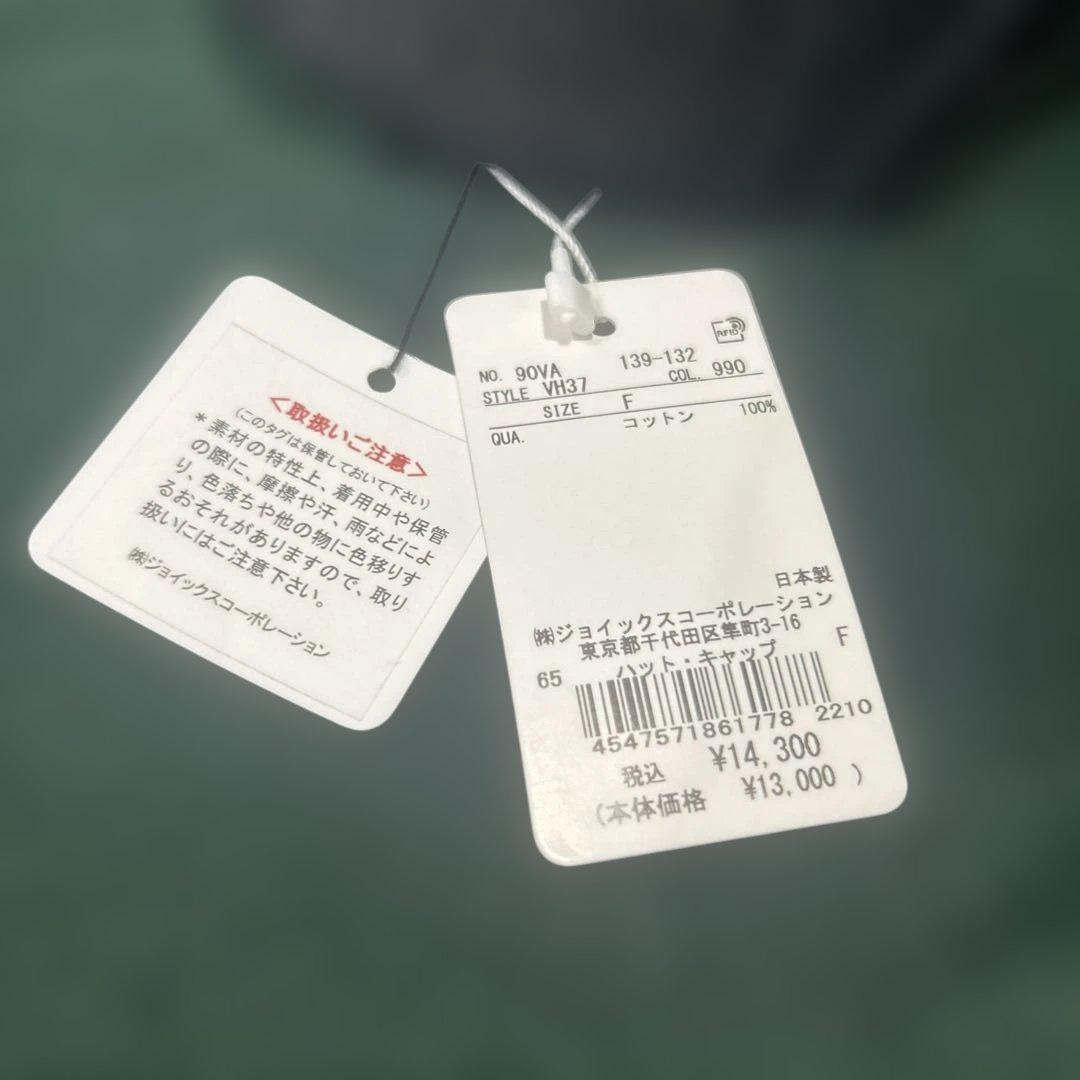 <取扱いご注意>
(このタグは保管しておいて下さい)
* 素材の特性上、着用中や保管
の際に、摩擦や汗、雨などによ
り、色落ちや他の物に色移りす
るおそれがありますので、取り
扱いにはご注意下さい。
㈱ジョイックスコーポレーション
RFID
NO. 90VA 139-132
STYLE VH37 COL. 990
SIZE F
QUA. コットン 100%
日本製
㈱ジョイックスコーポレーション
東京都千代田区隼町3-16
ハット・キャップ F
65
4547571861778 2210
税込 ¥14,300
(本体価格 ¥13,000 )